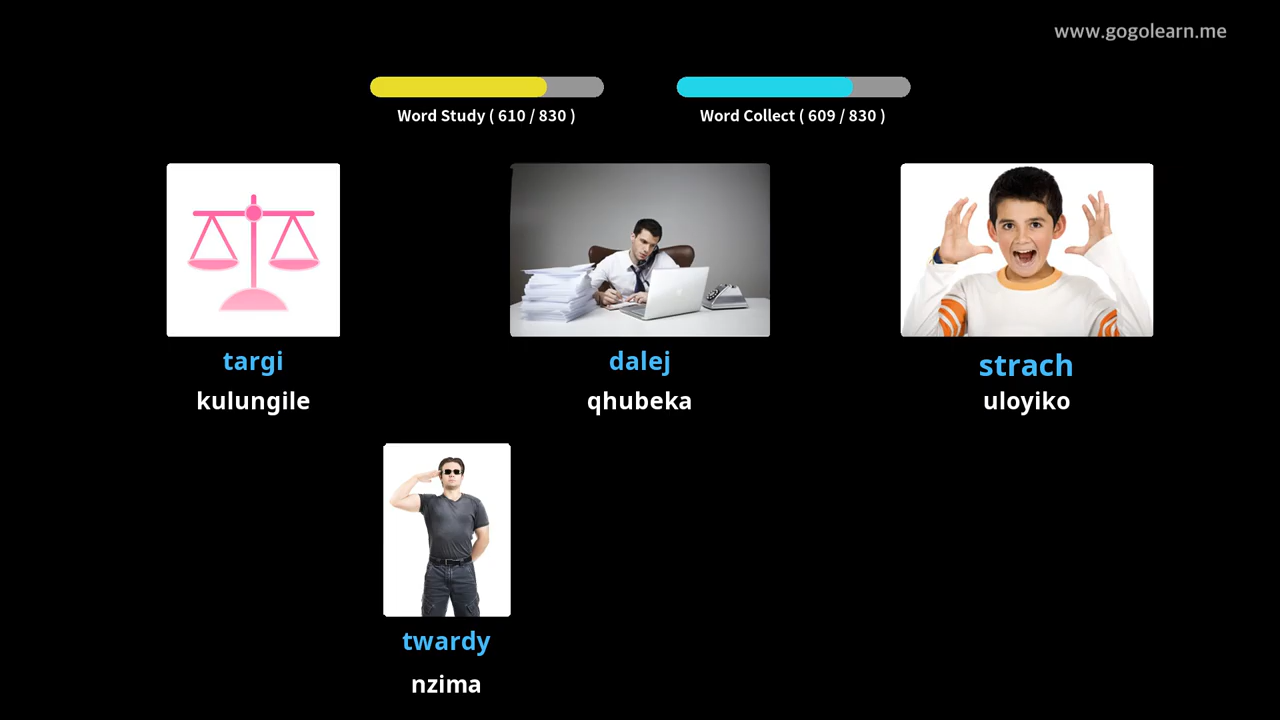 www.gogolearn.me
Word Study ( 610 / 830 )
Word Collect ( 609 / 830 )
targi
kulungile
dalej
qhubeka
strach
uloyiko
twardy
nzima